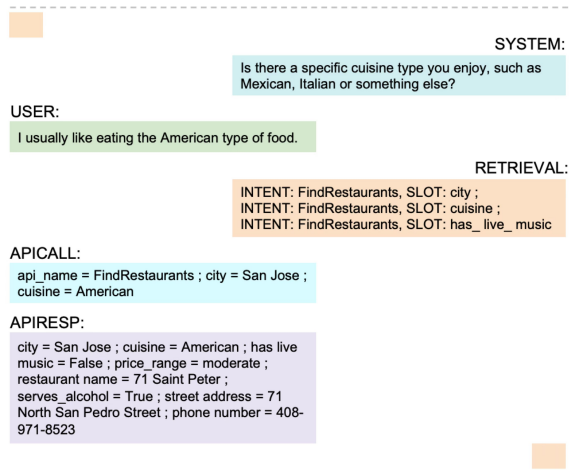 SYSTEM:
Is there a specific cuisine type you enjoy, such as
Mexican, Italian or something else?
USER:
I usually like eating the American type of food.
RETRIEVAL:
INTENT: FindRestaurants, SLOT: city ;
INTENT: FindRestaurants, SLOT: cuisine ;
INTENT: FindRestaurants, SLOT: has_ live_ music
APICALL:
api_name = FindRestaurants ; city = San Jose ;
cuisine = American
APIRESP:
city = San Jose ; cuisine = American ; has live
music = False ; price_range = moderate ;
restaurant name = 71 Saint Peter ;
serves_alcohol = True ; street address = 71
North San Pedro Street ; phone number = 408-
971-8523